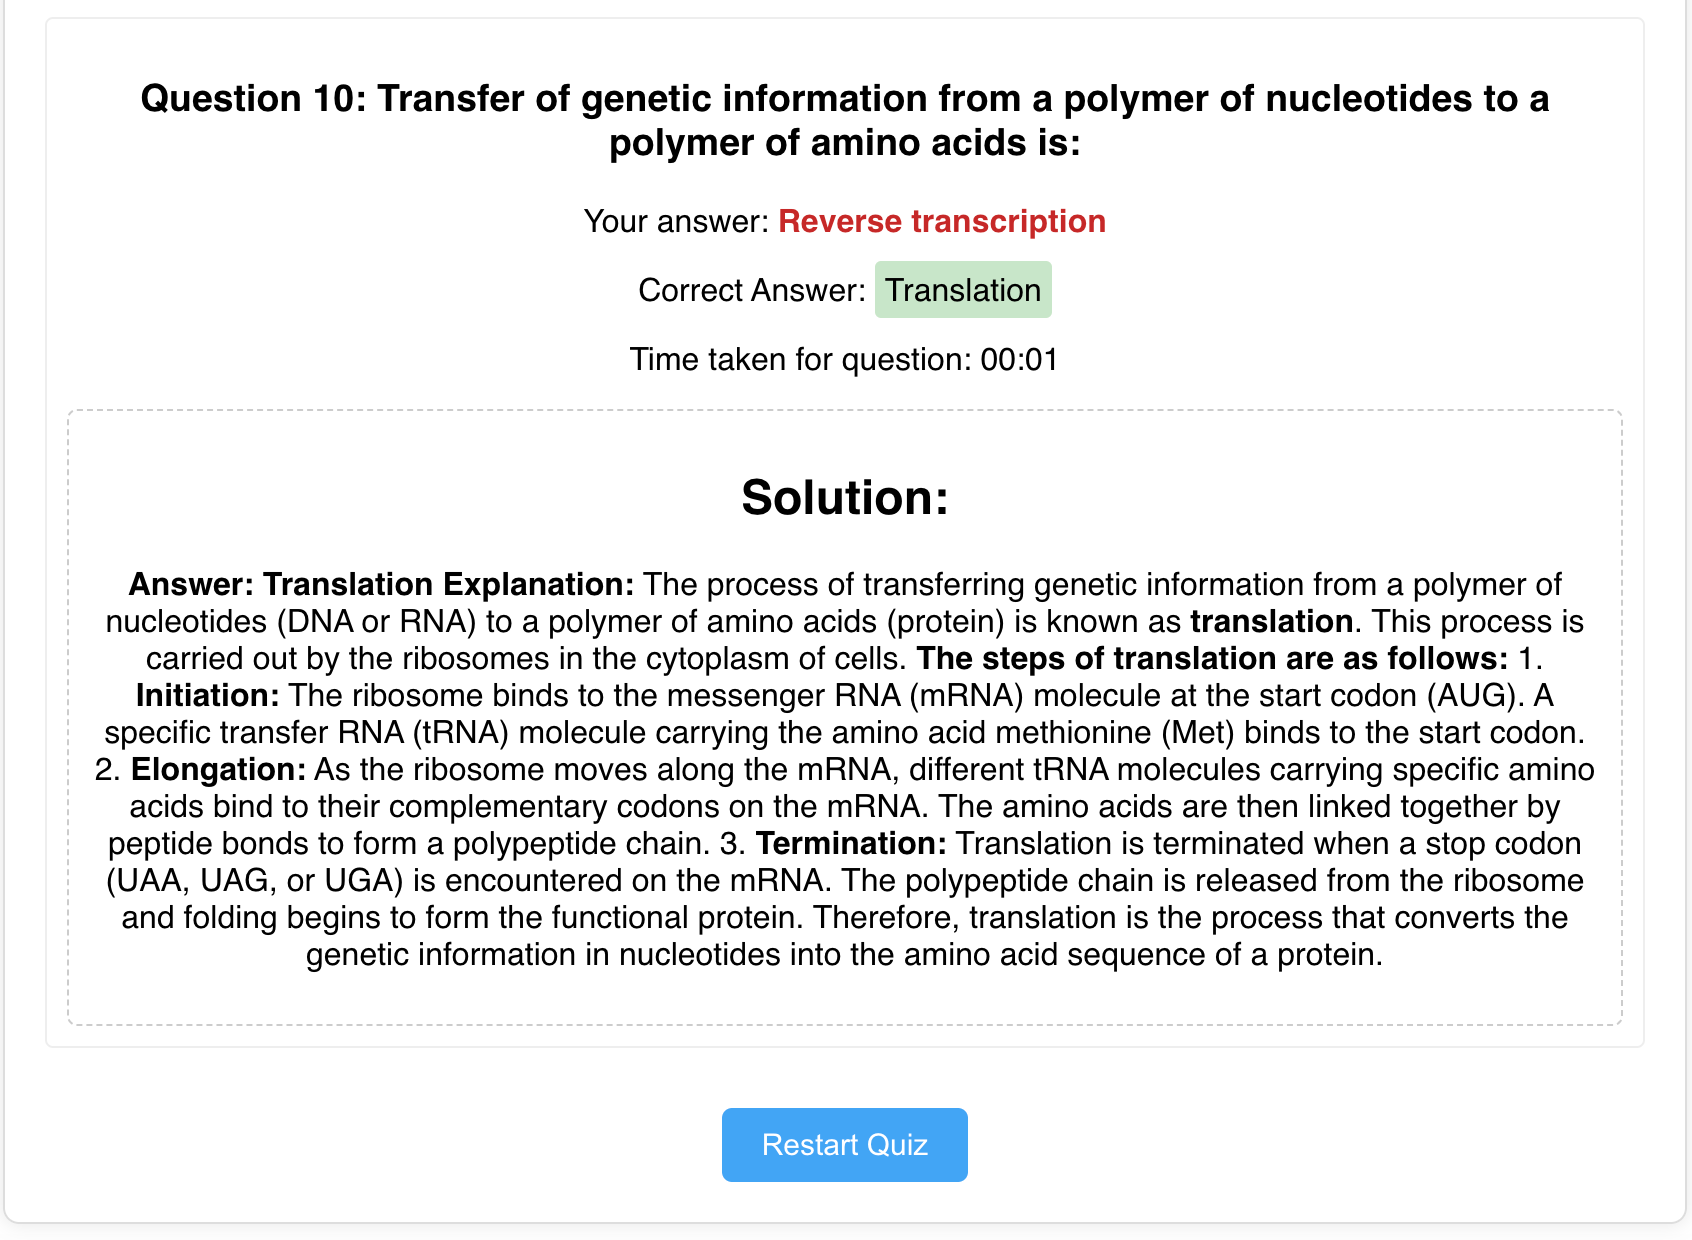 Question 10: Transfer of genetic information from a polymer of nucleotides to a
polymer of amino acids is:
Your answer: Reverse transcription
Correct Answer: Translation
Time taken for question: 00:01
Solution:
Answer: Translation Explanation: The process of transferring genetic information from a polymer of
nucleotides (DNA or RNA) to a polymer of amino acids (protein) is known as translation. This process is
carried out by the ribosomes in the cytoplasm of cells. The steps of translation are as follows: 1.
Initiation: The ribosome binds to the messenger RNA (mRNA) molecule at the start codon (AUG). A
specific transfer RNA (tRNA) molecule carrying the amino acid methionine (Met) binds to the start codon.
2. Elongation: As the ribosome moves along the mRNA, different tRNA molecules carrying specific amino
acids bind to their complementary codons on the mRNA. The amino acids are then linked together by
peptide bonds to form a polypeptide chain. 3. Termination: Translation is terminated when a stop codon
(UAA, UAG, or UGA) is encountered on the mRNA. The polypeptide chain is released from the ribosome
and folding begins to form the functional protein. Therefore, translation is the process that converts the
genetic information in nucleotides into the amino acid sequence of a protein.
Restart Quiz